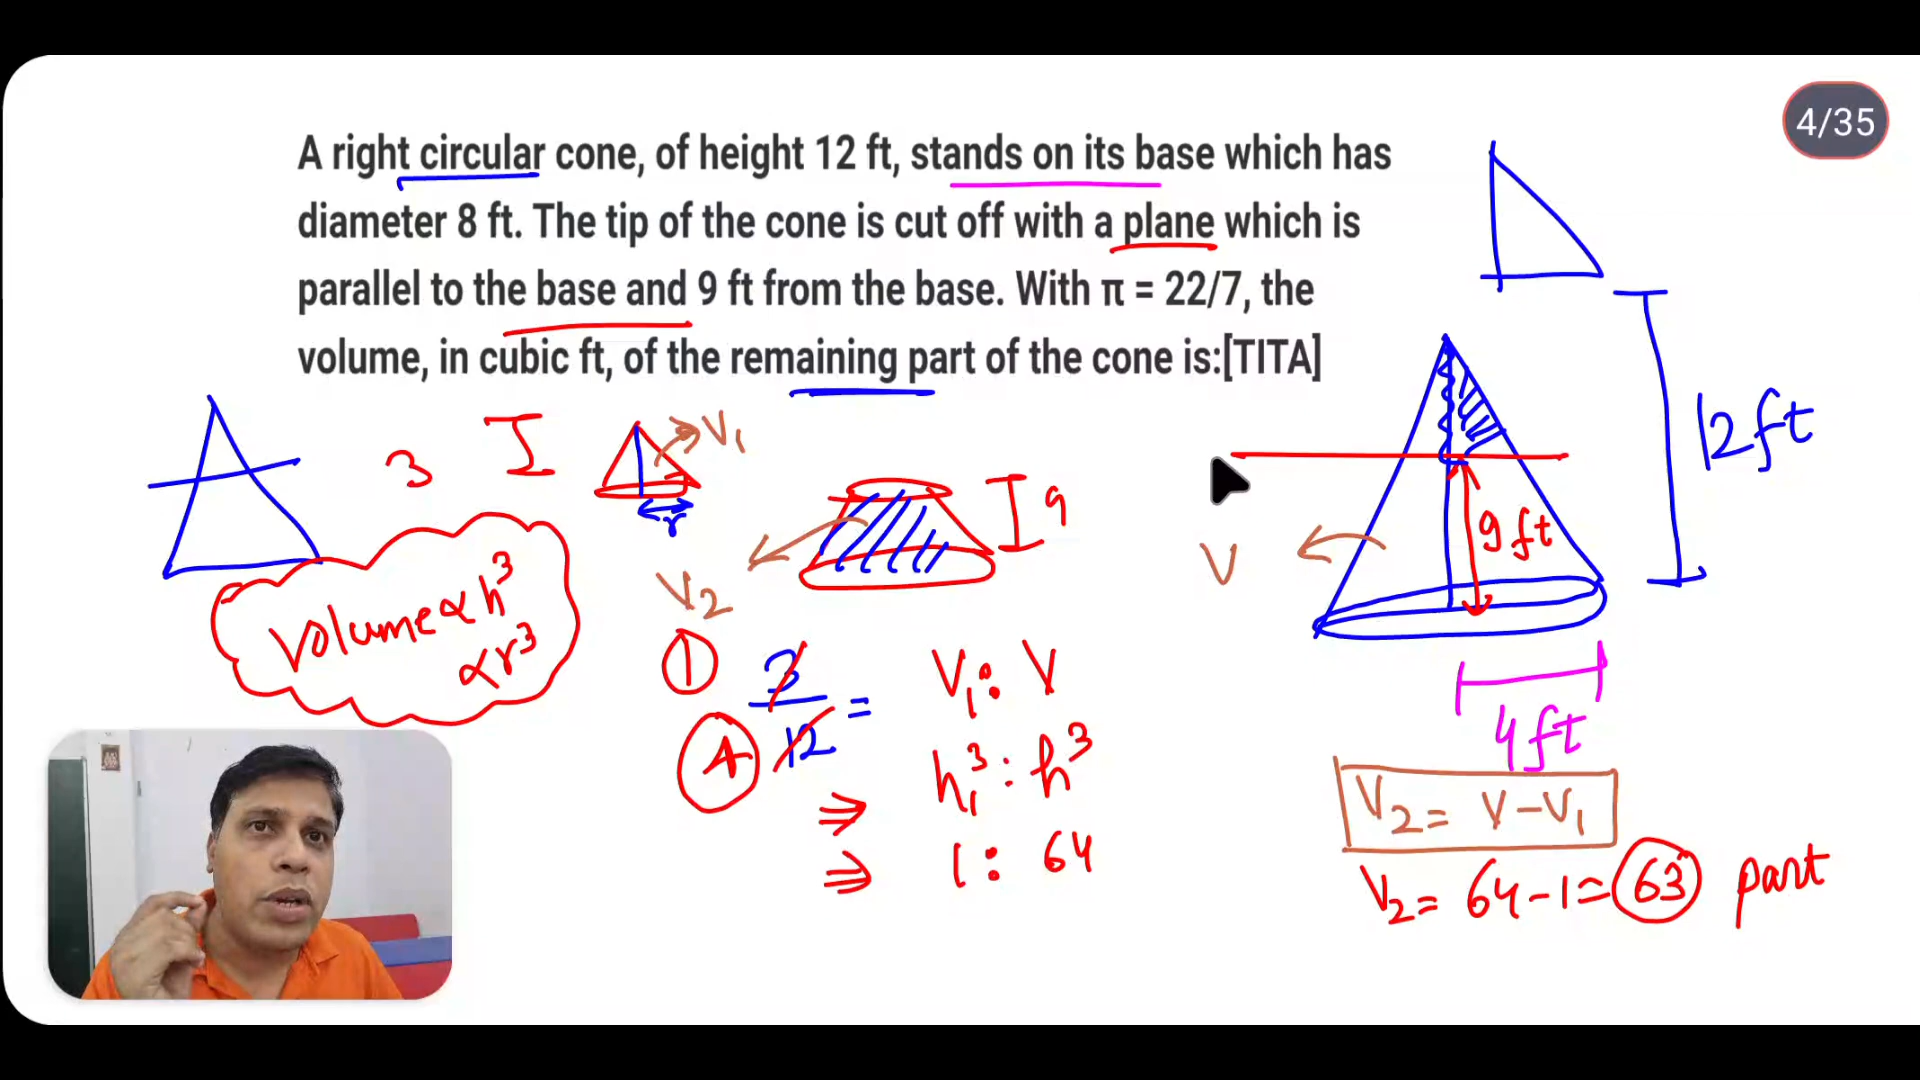 4/35
A right circular cone, of height 12 ft, stands on its base which has
diameter 8 ft. The tip of the cone is cut off with a plane which is
parallel to the base and 9 ft from the base. With π = 22/7, the
volume, in cubic ft, of the remaining part of the cone is:[TITA]
12ft
3
V₁
r
9
9 ft
V
V₂
Volume ∝ h³
∝ r³
4 ft
① 3
④ 12 =
V₁ : V
⇒ h₁³ : h³
⇒ 1 : 64
V₂ = V - V₁
V₂ = 64 - 1 = 63 part